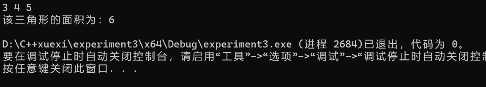 3 4 5
该三角形的面积为：6
D:\C++xuexi\experiment3\x64\Debug\experiment3.exe (进程 2684)已退出，代码为 0。
要在调试停止时自动关闭控制台，请启用“工具”->“选项”->“调试”->“调试停止时自动关闭控制
按任意键关闭此窗口. . .